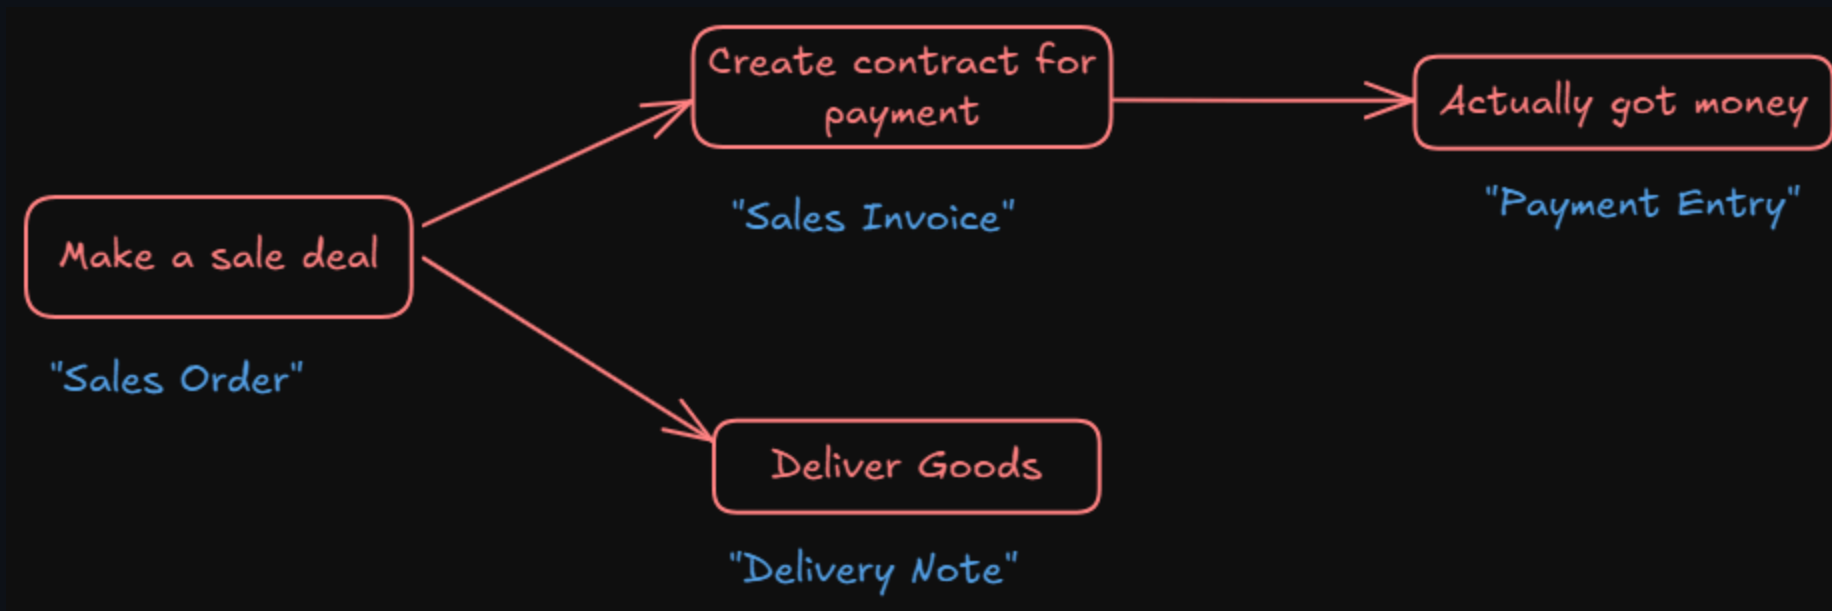 Create contract for
payment
Actually got money
"Sales Invoice"
"Payment Entry"
Make a sale deal
"Sales Order"
Deliver Goods
"Delivery Note"